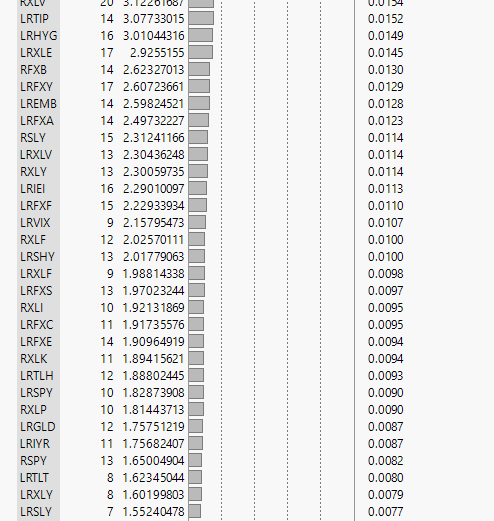 RXLV 20 3.12261687 0.0154
LRTIP 14 3.07733015 0.0152
LRHYG 16 3.01044316 0.0149
LRXLE 17 2.9255155 0.0145
RFXB 14 2.62327013 0.0130
LRFXY 17 2.60723661 0.0129
LREMB 14 2.59824521 0.0128
LRFXA 14 2.49732227 0.0123
RSLY 15 2.31241166 0.0114
LRXLV 13 2.30436248 0.0114
RXLY 13 2.30059735 0.0114
LRIEI 16 2.29010097 0.0113
LRFXF 15 2.22933934 0.0110
LRVIX 9 2.15795473 0.0107
RXLF 12 2.02570111 0.0100
LRSHY 13 2.01779063 0.0100
LRXLF 9 1.98814338 0.0098
LRFXS 13 1.97023244 0.0097
RXLI 10 1.92131869 0.0095
LRFXC 11 1.91735576 0.0095
LRFXE 14 1.90964919 0.0094
RXLK 11 1.89415621 0.0094
LRTLH 12 1.88802445 0.0093
LRSPY 10 1.82873908 0.0090
RXLP 10 1.81443713 0.0090
LRGLD 12 1.75751219 0.0087
LRIYR 11 1.75682407 0.0087
RSPY 13 1.65004904 0.0082
LRTLT 8 1.62345044 0.0080
LRXLY 8 1.60199803 0.0079
LRSLY 7 1.55240478 0.0077